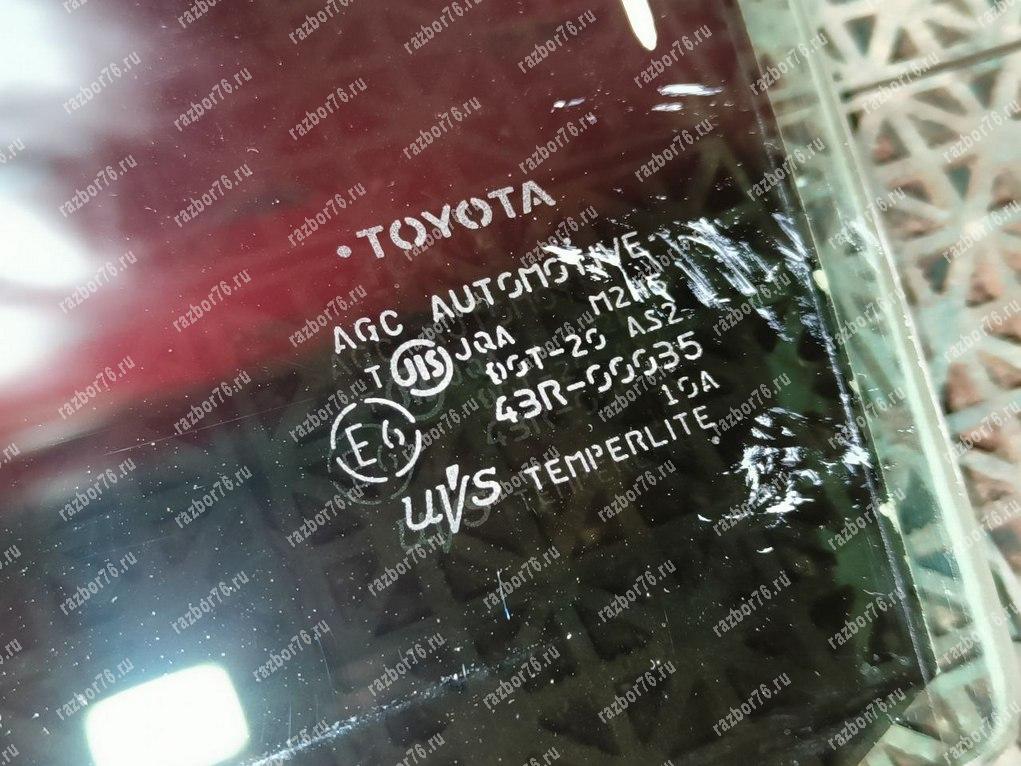 TOYOTA
AGC AUTOMOTIVE
T JIS JQA M2H6
DOT-20 AS2
E6 43R-00035
10A
uVs TEMPERLITE
razbor76.ru